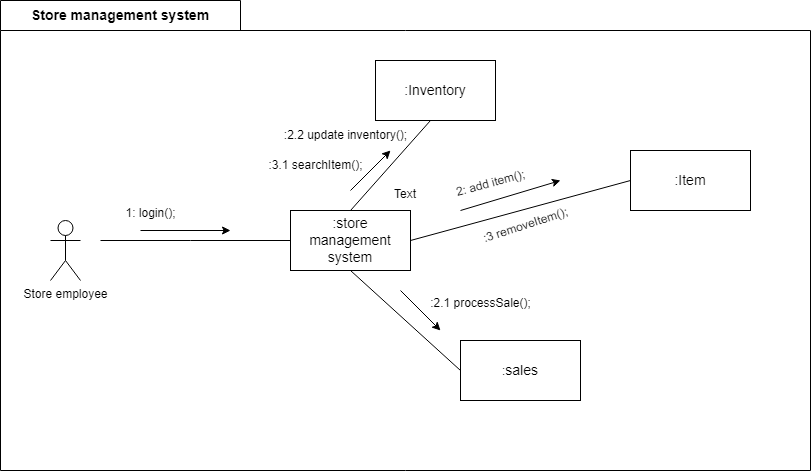 Store management system
:Inventory
:2.2 update inventory();
:3.1 searchItem();
Text
2: add item();
:Item
1: login();
:store
management
system
:3 removeItem();
Store employee
:2.1 processSale();
:sales